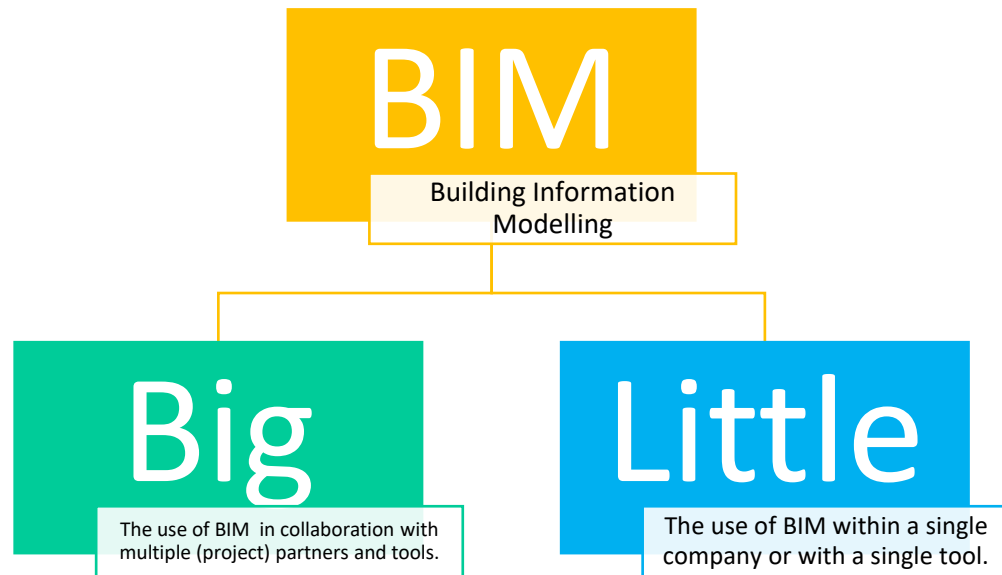 BIM
Building Information
Modelling
Big
The use of BIM in collaboration with
multiple (project) partners and tools.
Little
The use of BIM within a single
company or with a single tool.